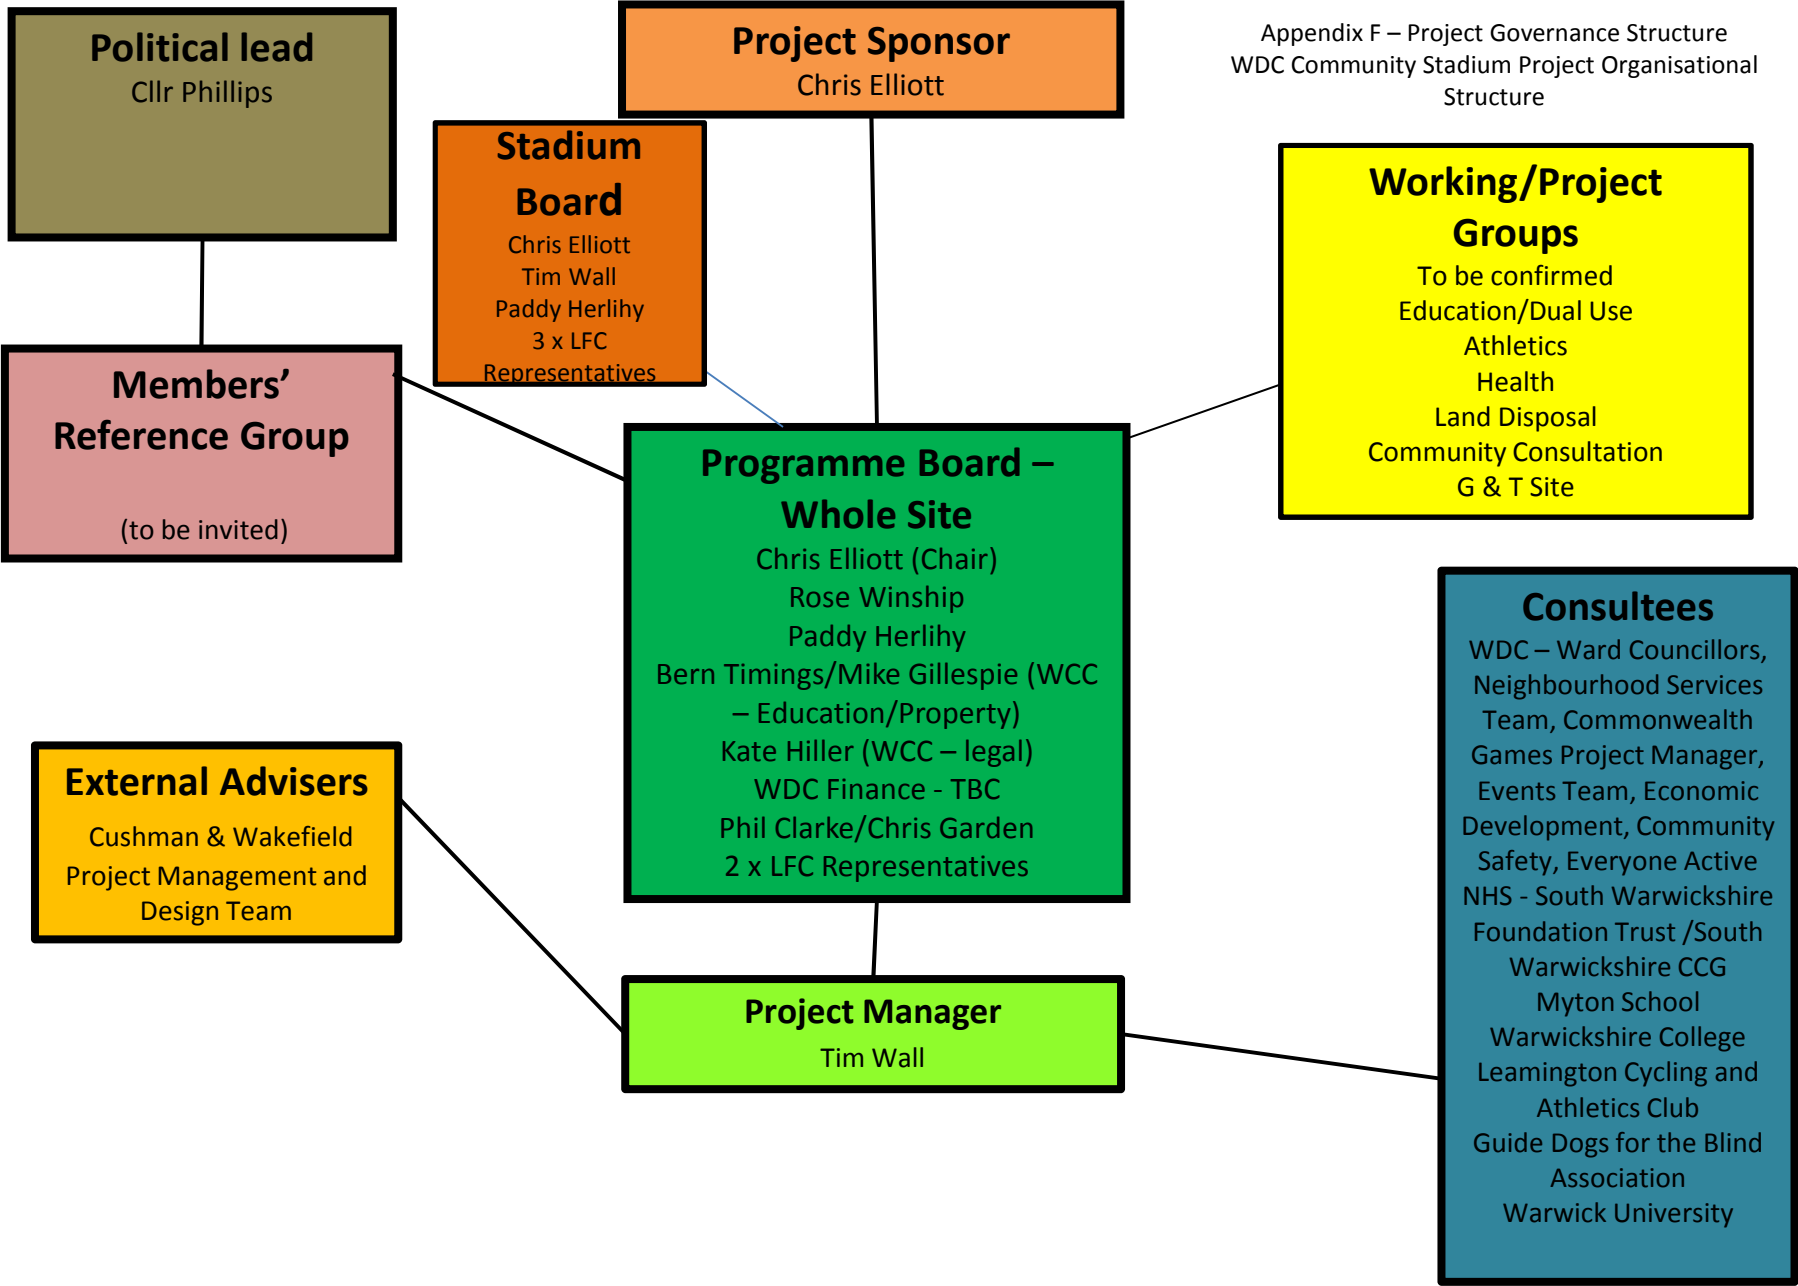 Political lead
Cllr Phillips
Project Sponsor
Chris Elliott
Appendix F – Project Governance Structure
WDC Community Stadium Project Organisational
Structure
Stadium
Board
Chris Elliott
Tim Wall
Paddy Herlihy
3 x LFC
Representatives
Working/Project
Groups
To be confirmed
Education/Dual Use
Athletics
Health
Land Disposal
Community Consultation
G & T Site
Members’
Reference Group
(to be invited)
Programme Board –
Whole Site
Chris Elliott (Chair)
Rose Winship
Paddy Herlihy
Bern Timings/Mike Gillespie (WCC
– Education/Property)
Kate Hiller (WCC – legal)
WDC Finance - TBC
Phil Clarke/Chris Garden
2 x LFC Representatives
Consultees
WDC – Ward Councillors,
Neighbourhood Services
Team, Commonwealth
Games Project Manager,
Events Team, Economic
Development, Community
Safety, Everyone Active
NHS - South Warwickshire
Foundation Trust /South
Warwickshire CCG
Myton School
Warwickshire College
Leamington Cycling and
Athletics Club
Guide Dogs for the Blind
Association
Warwick University
External Advisers
Cushman & Wakefield
Project Management and
Design Team
Project Manager
Tim Wall